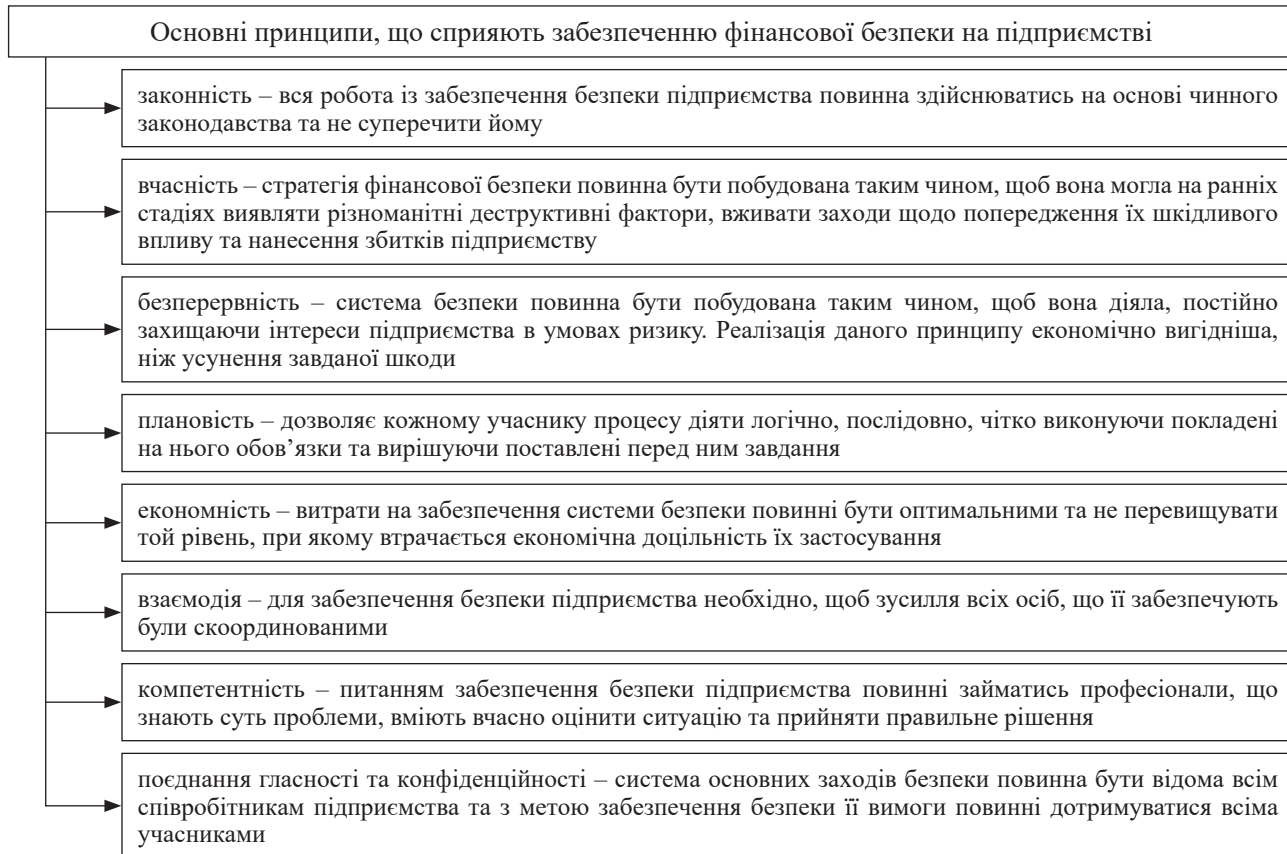 Основні принципи, що сприяють забезпеченню фінансової безпеки на підприємстві
законність – вся робота із забезпечення безпеки підприємства повинна здійснюватись на основі чинного
законодавства та не суперечити йому
вчасність – стратегія фінансової безпеки повинна бути побудована таким чином, щоб вона могла на ранніх
стадіях виявляти різноманітні деструктивні фактори, вживати заходи щодо попередження їх шкідливого
впливу та нанесення збитків підприємству
безперервність – система безпеки повинна бути побудована таким чином, щоб вона діяла, постійно
захищаючи інтереси підприємства в умовах ризику. Реалізація даного принципу економічно вигідніша,
ніж усунення завданої шкоди
плановість – дозволяє кожному учаснику процесу діяти логічно, послідовно, чітко виконуючи покладені
на нього обов’язки та вирішуючи поставлені перед ним завдання
економність – витрати на забезпечення системи безпеки повинні бути оптимальними та не перевищувати
той рівень, при якому втрачається економічна доцільність їх застосування
взаємодія – для забезпечення безпеки підприємства необхідно, щоб зусилля всіх осіб, що її забезпечують
були скоординованими
компетентність – питанням забезпечення безпеки підприємства повинні займатись професіонали, що
знають суть проблеми, вміють вчасно оцінити ситуацію та прийняти правильне рішення
поєднання гласності та конфіденційності – система основних заходів безпеки повинна бути відома всім
співробітникам підприємства та з метою забезпечення безпеки її вимоги повинні дотримуватися всіма
учасниками